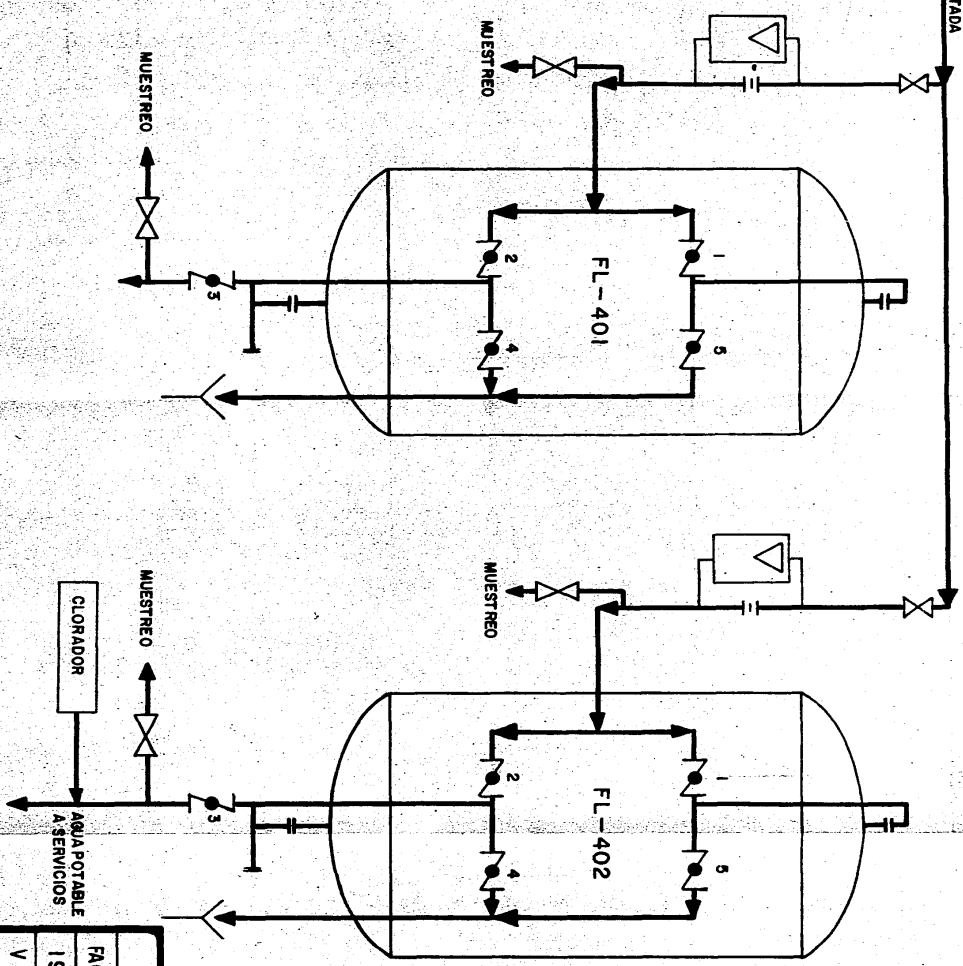 TADA
MUESTREO
MUESTREO
1
2
FL-401
3
4
5
MUESTREO
MUESTREO
CLORADOR
1
2
FL-402
3
4
5
AGUA POTABLE
A SERVICIOS
FA
V